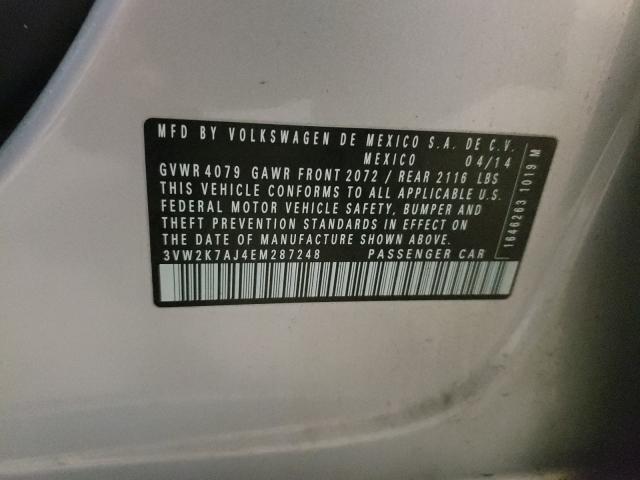 MFD BY VOLKSWAGEN DE MEXICO S.A. DE C.V.
MEXICO 04/14
GVWR 4079 GAWR FRONT 2072 / REAR 2116 LBS
THIS VEHICLE CONFORMS TO ALL APPLICABLE U.S.
FEDERAL MOTOR VEHICLE SAFETY, BUMPER AND
THEFT PREVENTION STANDARDS IN EFFECT ON
THE DATE OF MANUFACTURE SHOWN ABOVE.
3VW2K7AJ4EM287248 PASSENGER CAR
1646263 1019 M